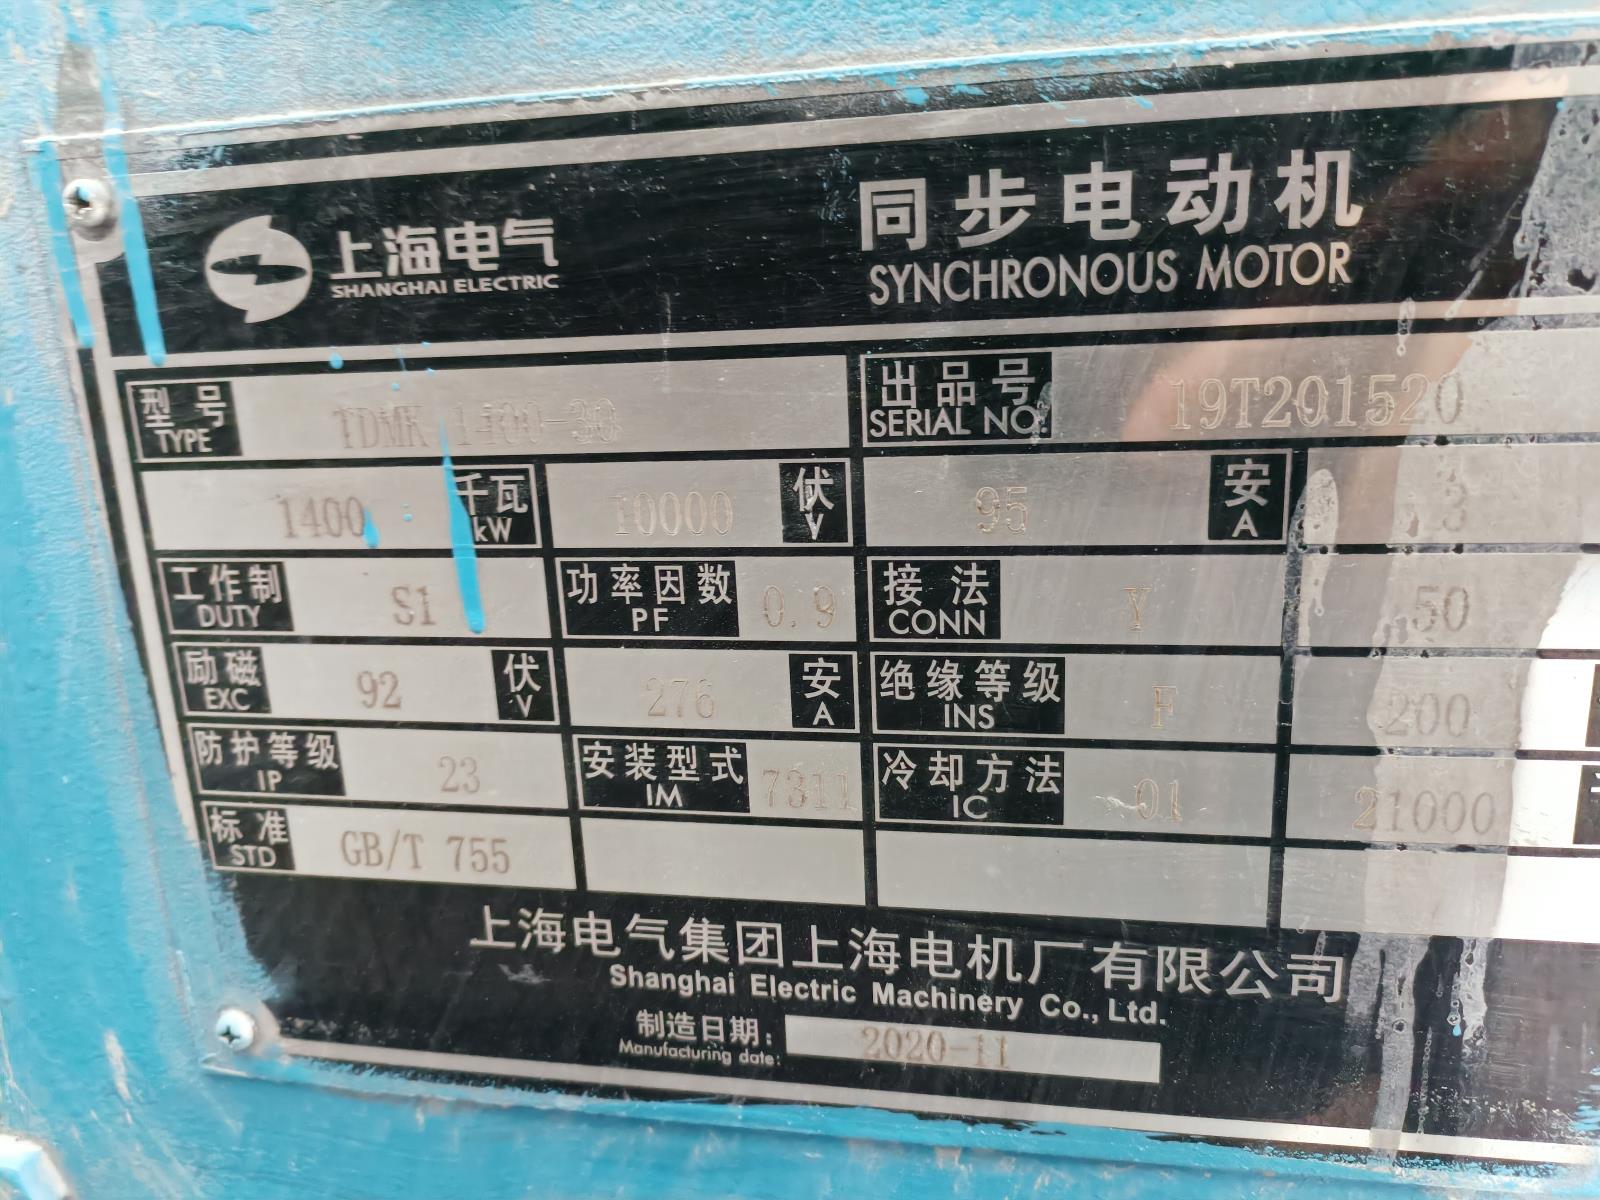 上海电气
SHANGHAI ELECTRIC
同步电动机
SYNCHRONOUS MOTOR
型号 TYPE TDMK 1400-30 出品号 SERIAL NO. 19T201520
1400 千瓦 kW 10000 伏 V 95 安 A 3
工作制 DUTY S1 功率因数 PF 0.9 接法 CONN Y 50
励磁 EXC 92 伏 V 276 安 A 绝缘等级 INS F 200
防护等级 IP 23 安装型式 IM 7311 冷却方法 IC 01 21000
标准 STD GB/T 755
上海电气集团上海电机厂有限公司
Shanghai Electric Machinery Co., Ltd.
制造日期: 2020-11
Manufacturing date: